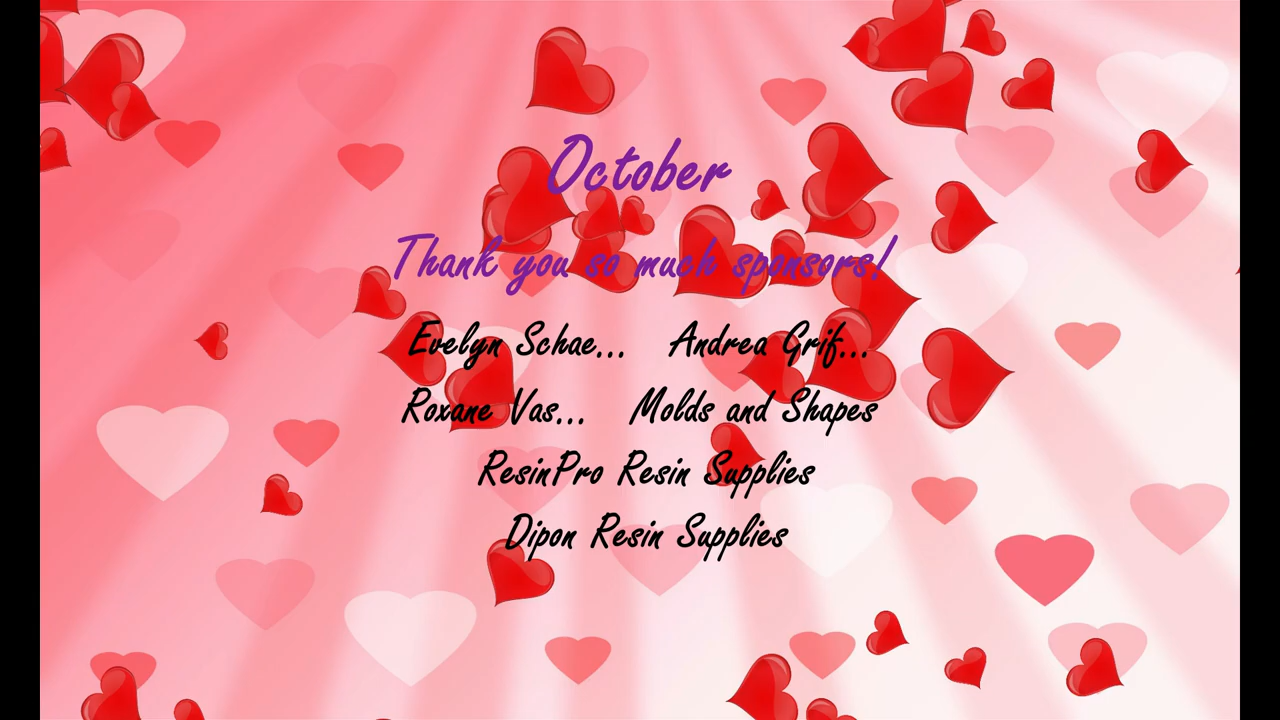 October
Thank you so much sponsors!
Evelyn Schae... Andrea Grif...
Roxane Vas... Molds and Shapes
ResinPro Resin Supplies
Dipon Resin Supplies